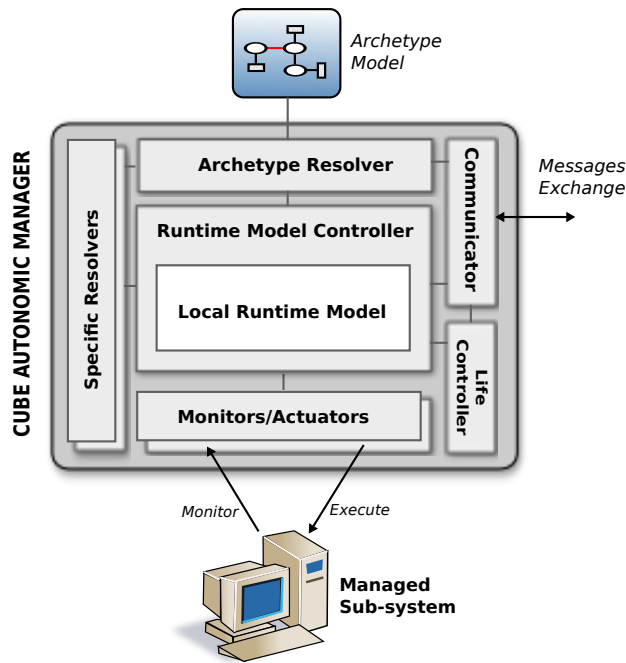 Archetype
Model
CUBE AUTONOMIC MANAGER
Specific Resolvers
Archetype Resolver
Communicator
Messages
Exchange
Runtime Model Controller
Local Runtime Model
Life
Controller
Monitors/Actuators
Monitor
Execute
Managed
Sub-system